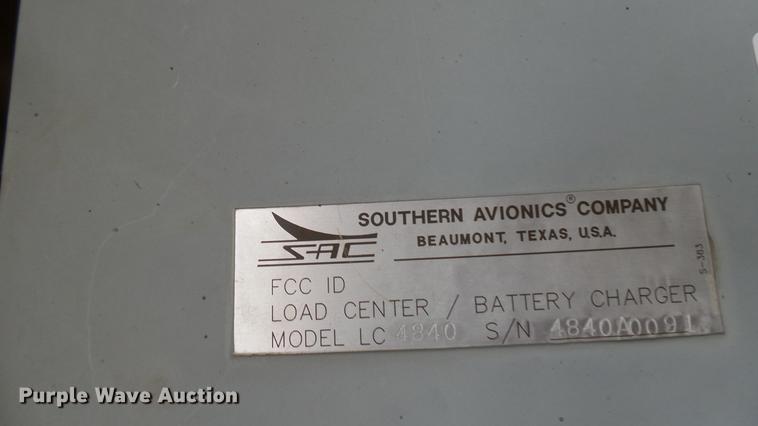 SOUTHERN AVIONICS® COMPANY
BEAUMONT, TEXAS, U.S.A.
SAC
S-383
FCC ID
LOAD CENTER / BATTERY CHARGER
MODEL LC 4840 S/N 4840A0091
Purple Wave Auction